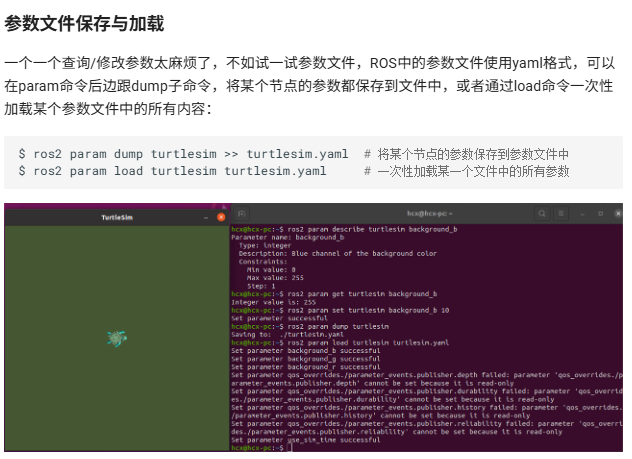 参数文件保存与加载
一个一个查询/修改参数太麻烦了，不如试一试参数文件，ROS中的参数文件使用yaml格式，可以
在param命令后边跟dump子命令，将某个节点的参数都保存到文件中，或者通过load命令一次性
加载某个参数文件中的所有内容：
$ ros2 param dump turtlesim >> turtlesim.yaml  # 将某个节点的参数保存到参数文件中
$ ros2 param load turtlesim turtlesim.yaml     # 一次性加载某一个文件中的所有参数
TurtleSim
hcx@hcx-pc: ~
hcx@hcx-pc:~$ ros2 param describe turtlesim background_b
Parameter name: background_b
  Type: integer
  Description: Blue channel of the background color
  Constraints:
    Min value: 0
    Max value: 255
    Step: 1
hcx@hcx-pc:~$ ros2 param get turtlesim background_b
Integer value is: 255
hcx@hcx-pc:~$ ros2 param set turtlesim background_b 10
Set parameter successful
hcx@hcx-pc:~$ ros2 param dump turtlesim
Saving to:  ./turtlesim.yaml
hcx@hcx-pc:~$ ros2 param load turtlesim turtlesim.yaml
Set parameter background_b successful
Set parameter background_g successful
Set parameter background_r successful
Set parameter qos_overrides./parameter_events.publisher.depth failed: parameter 'qos_overrides./p
arameter_events.publisher.depth' cannot be set because it is read-only
Set parameter qos_overrides./parameter_events.publisher.durability failed: parameter 'qos_overrid
es./parameter_events.publisher.durability' cannot be set because it is read-only
Set parameter qos_overrides./parameter_events.publisher.history failed: parameter 'qos_overrides.
/parameter_events.publisher.history' cannot be set because it is read-only
Set parameter qos_overrides./parameter_events.publisher.reliability failed: parameter 'qos_overri
des./parameter_events.publisher.reliability' cannot be set because it is read-only
Set parameter use_sim_time successful
hcx@hcx-pc:~$